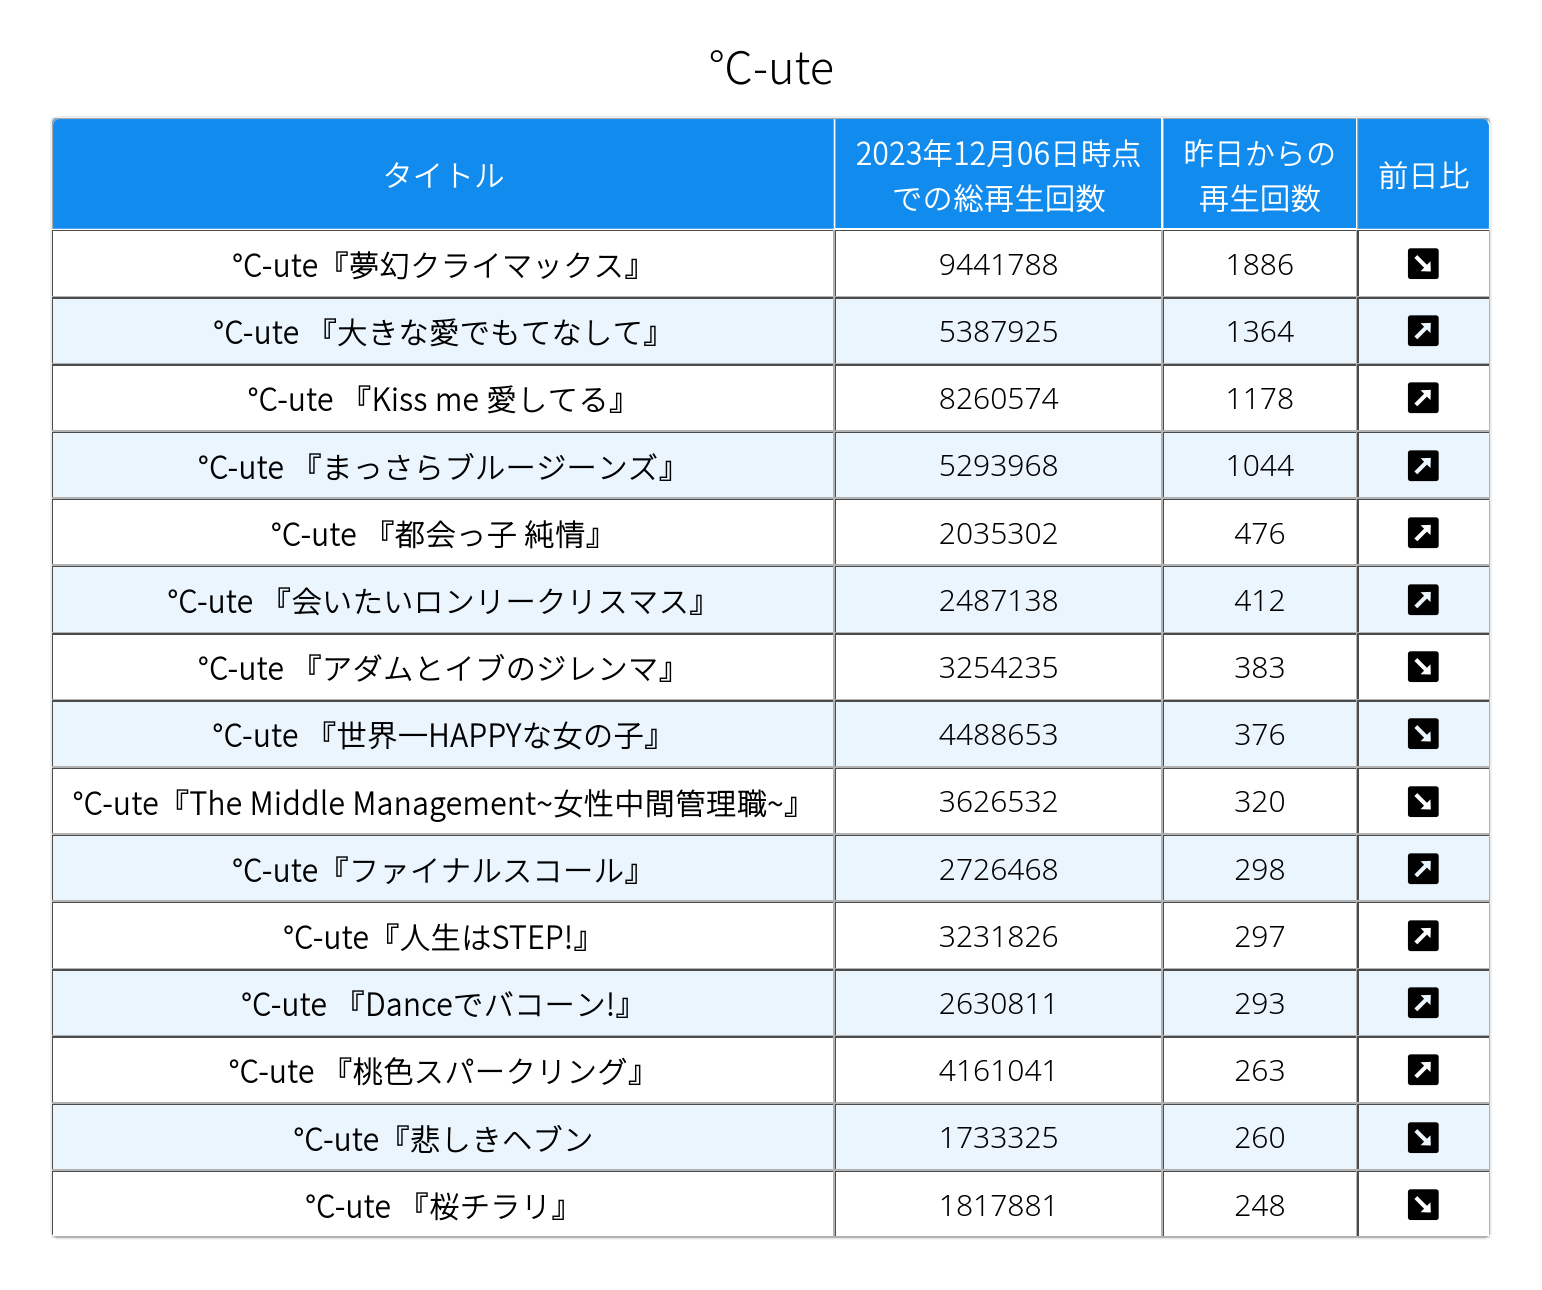 ℃-ute
タイトル
2023年12月06日時点
での総再生回数
昨日からの
再生回数
前日比
℃-ute『夢幻クライマックス』 9441788 1886
℃-ute 『大きな愛でもてなして』 5387925 1364
℃-ute 『Kiss me 愛してる』 8260574 1178
℃-ute 『まっさらブルージーンズ』 5293968 1044
℃-ute 『都会っ子 純情』 2035302 476
℃-ute 『会いたいロンリークリスマス』 2487138 412
℃-ute 『アダムとイブのジレンマ』 3254235 383
℃-ute 『世界一HAPPYな女の子』 4488653 376
℃-ute『The Middle Management~女性中間管理職~』 3626532 320
℃-ute『ファイナルスコール』 2726468 298
℃-ute『人生はSTEP!』 3231826 297
℃-ute 『Danceでバコーン!』 2630811 293
℃-ute 『桃色スパークリング』 4161041 263
℃-ute『悲しきヘブン 1733325 260
℃-ute 『桜チラリ』 1817881 248